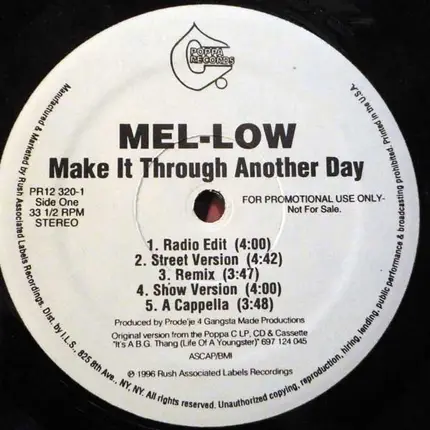 POPPA
RECORDS
MEL-LOW
Make It Through Another Day
PR12 320-1
Side One
33 1/2 RPM
STEREO
FOR PROMOTIONAL USE ONLY-
Not For Sale.
1. Radio Edit (4:00)
2. Street Version (4:42)
3. Remix (3:47)
4. Show Version (4:00)
5. A Cappella (3:48)
Produced by Prode'je 4 Gangsta Made Productions
Original version from the Poppa C LP, CD & Cassette
"It's A B.G. Thang (Life Of A Youngster)" 697 124 045
ASCAP/BMI
℗ 1996 Rush Associated Labels Recordings
Manufactured & Marketed by Rush Associated Labels Recordings. Dist. by I.L.S., 825 8th Ave., NY, NY. All rights reserved. Unauthorized copying, reproduction, hiring, lending, public performance & broadcasting prohibited. Printed in the U.S.A.